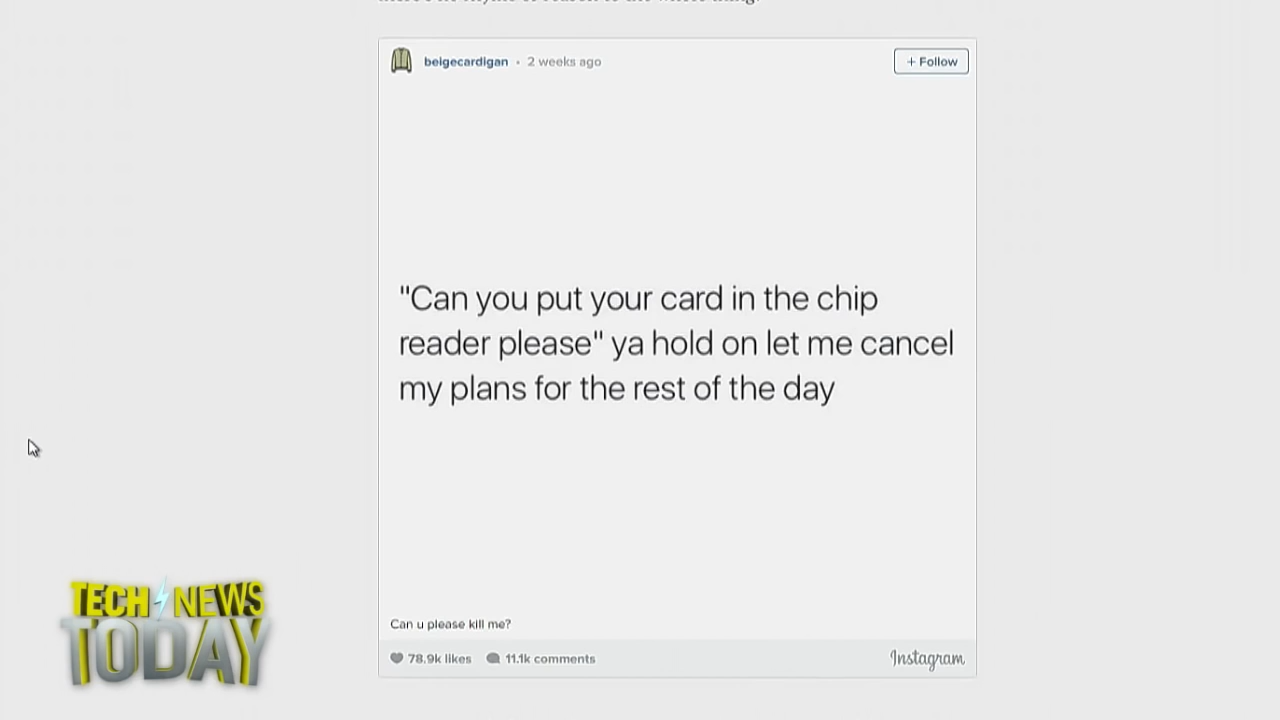 beigecardigan • 2 weeks ago
+ Follow
"Can you put your card in the chip
reader please" ya hold on let me cancel
my plans for the rest of the day
Can u please kill me?
78.9k likes 11.1k comments
Instagram
TECH NEWS
TODAY